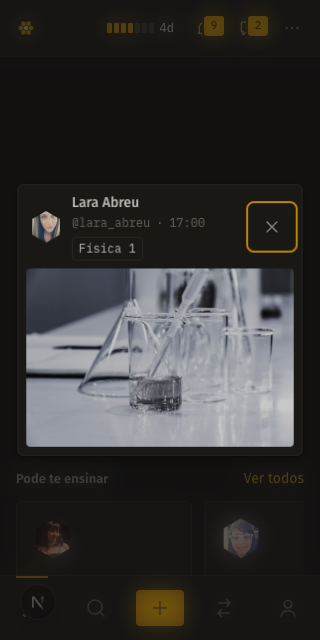 4d
9
2
Lara Abreu
@lara_abreu · 17:00
Física 1
Pode te ensinar
Ver todos
N